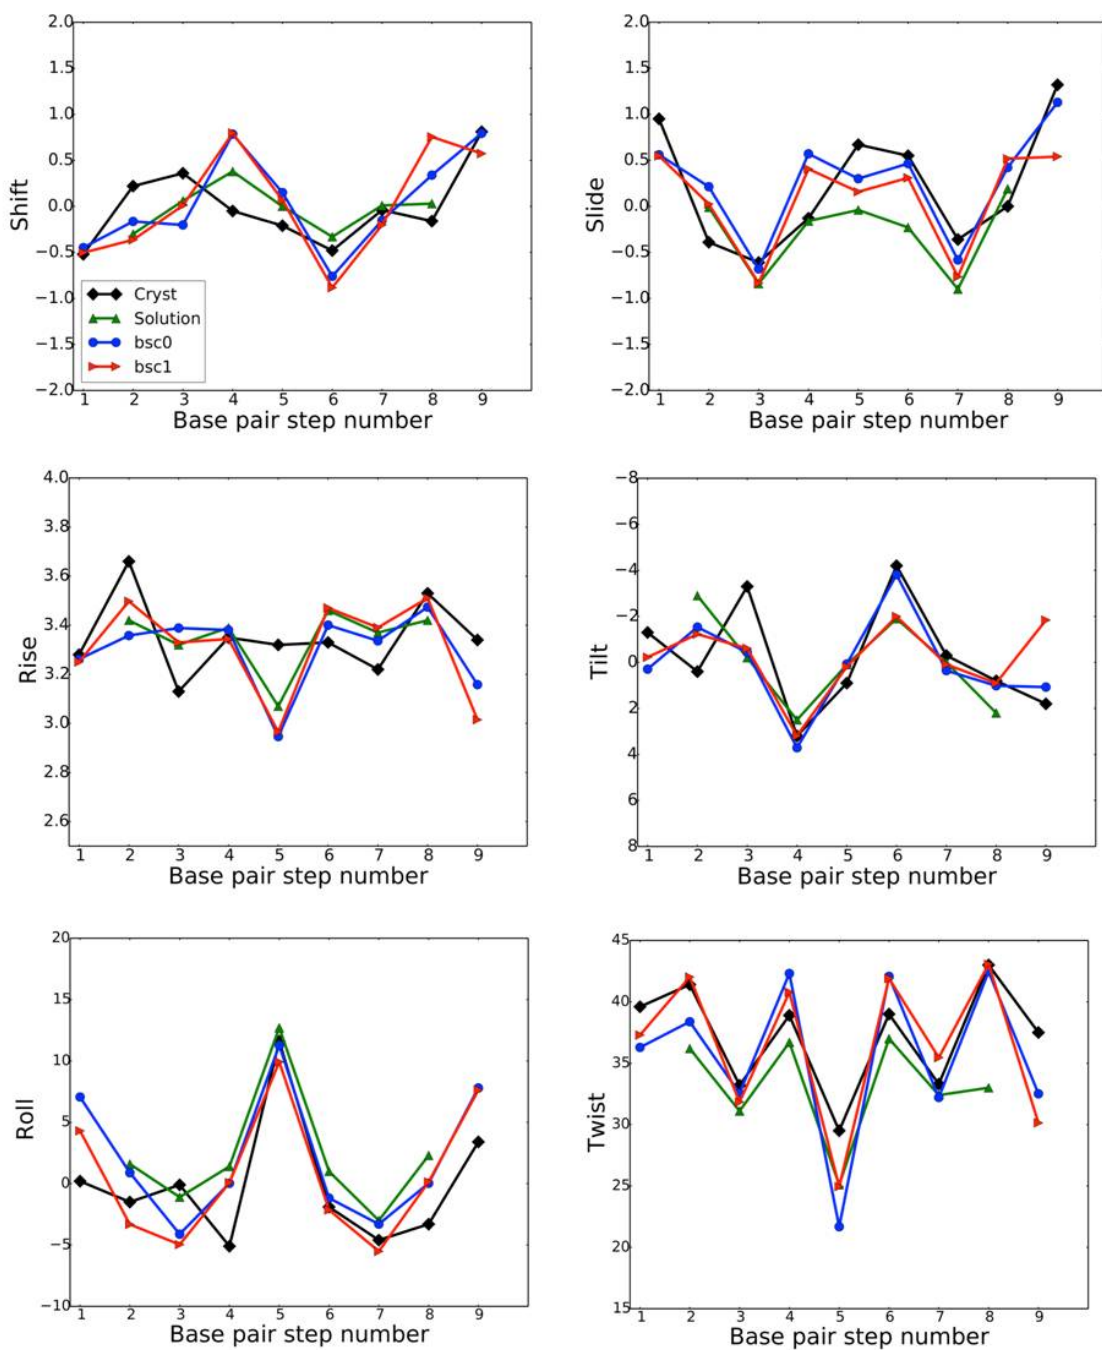 2.0
1.5
1.0
0.5
0.0
−0.5
−1.0
−1.5
−2.0
Shift
Cryst
Solution
bsc0
bsc1
1 2 3 4 5 6 7 8 9
Base pair step number
2.0
1.5
1.0
0.5
0.0
−0.5
−1.0
−1.5
−2.0
Slide
1 2 3 4 5 6 7 8 9
Base pair step number
4.0
3.8
3.6
3.4
3.2
3.0
2.8
2.6
Rise
1 2 3 4 5 6 7 8 9
Base pair step number
−8
−6
−4
−2
0
2
4
6
8
Tilt
1 2 3 4 5 6 7 8 9
Base pair step number
20
15
10
5
0
−5
−10
Roll
1 2 3 4 5 6 7 8 9
Base pair step number
45
40
35
30
25
20
15
Twist
1 2 3 4 5 6 7 8 9
Base pair step number